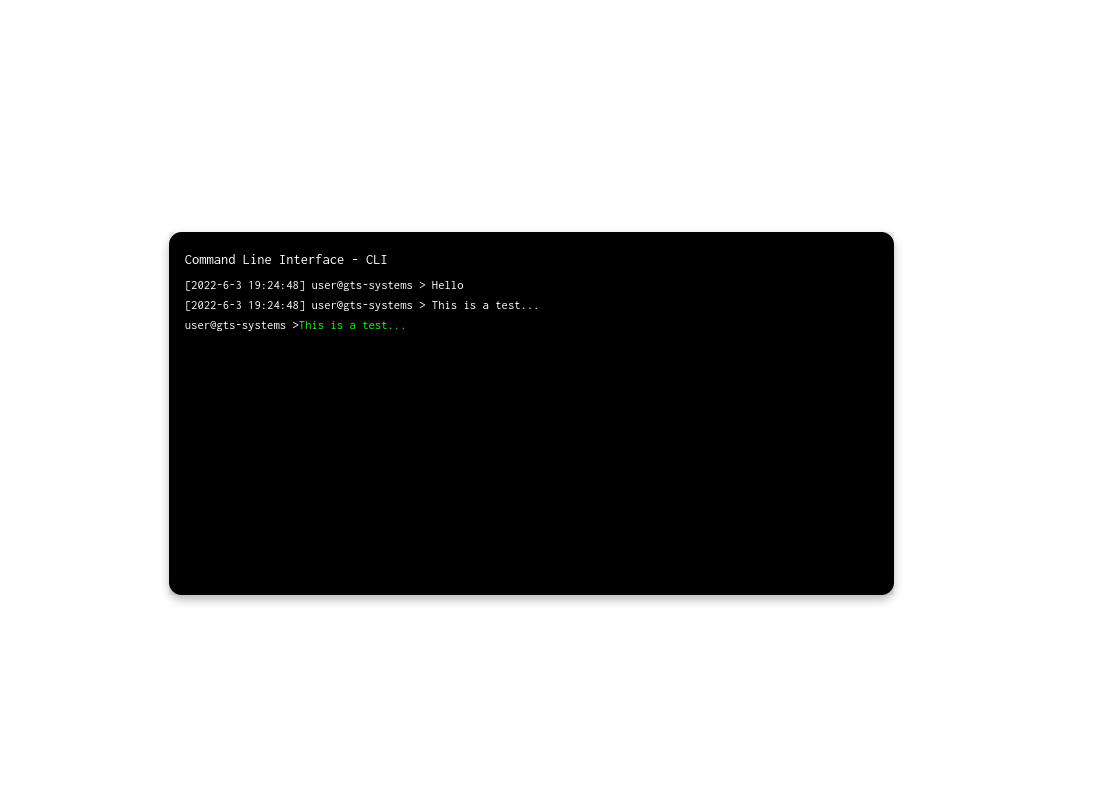 Command Line Interface - CLI
[2022-6-3 19:24:48] user@gts-systems > Hello
[2022-6-3 19:24:48] user@gts-systems > This is a test...
user@gts-systems >This is a test...